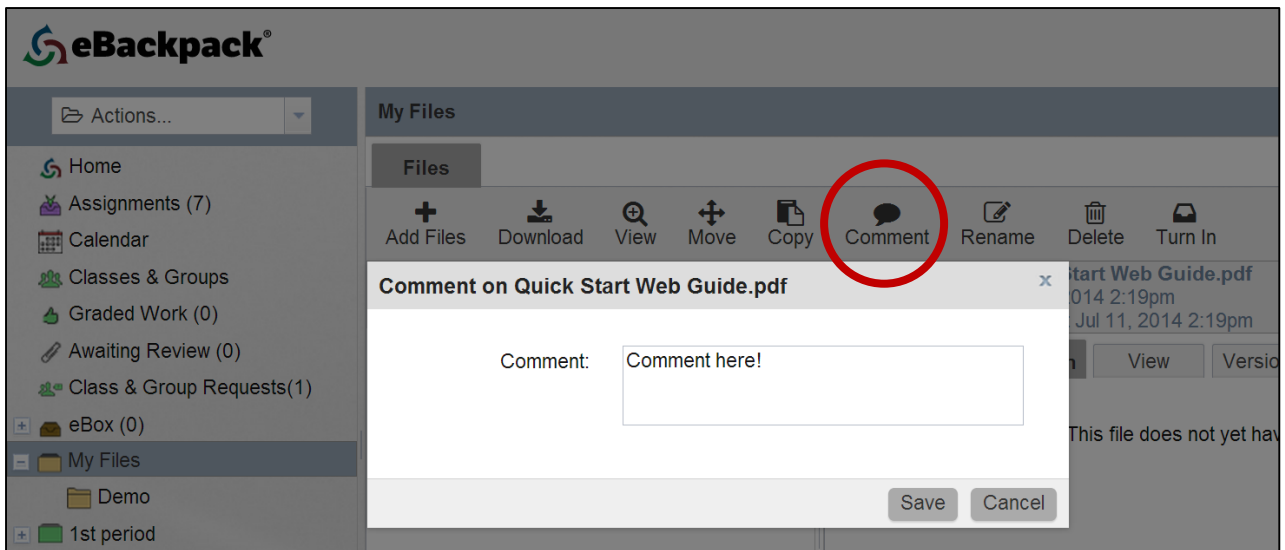 eBackpack®
Actions...
Home
Assignments (7)
Calendar
Classes & Groups
Graded Work (0)
Awaiting Review (0)
Class & Group Requests(1)
eBox (0)
My Files
Demo
1st period
My Files
Files
Add Files Download View Move Copy Comment Rename Delete Turn In
Comment on Quick Start Web Guide.pdf x
Comment: Comment here!
Save Cancel
Start Web Guide.pdf
2:19pm
Jul 11, 2014 2:19pm
View
This file does not yet